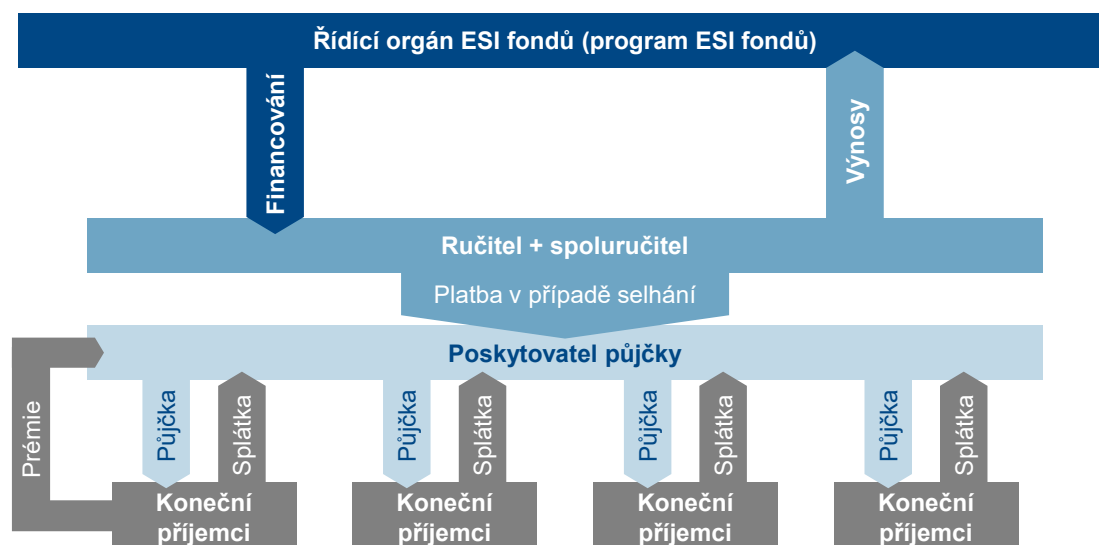 Řídící orgán ESI fondů (program ESI fondů)
Financování
Výnosy
Ručitel + spoluručitel
Platba v případě selhání
Poskytovatel půjčky
Prémie
Půjčka
Splátka
Půjčka
Splátka
Půjčka
Splátka
Půjčka
Splátka
Koneční
příjemci
Koneční
příjemci
Koneční
příjemci
Koneční
příjemci